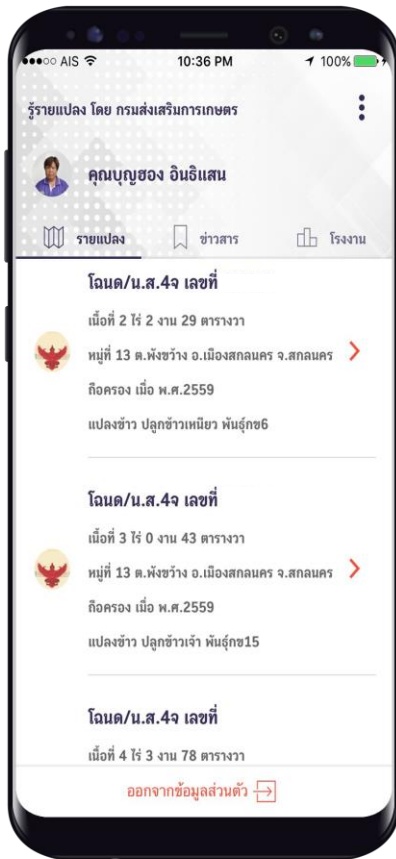 AIS 10:36 PM 100%
รู้รายแปลง โดย กรมส่งเสริมการเกษตร
คุณบุญฮอง อินธิแสน
รายแปลง ข่าวสาร โรงงาน
โฉนด/น.ส.4จ เลขที่
เนื้อที่ 2 ไร่ 2 งาน 29 ตารางวา
หมู่ที่ 13 ต.พังขว้าง อ.เมืองสกลนคร จ.สกลนคร
ถือครอง เมื่อ พ.ศ.2559
แปลงข้าว ปลูกข้าวเหนียว พันธุ์กข6
โฉนด/น.ส.4จ เลขที่
เนื้อที่ 3 ไร่ 0 งาน 43 ตารางวา
หมู่ที่ 13 ต.พังขว้าง อ.เมืองสกลนคร จ.สกลนคร
ถือครอง เมื่อ พ.ศ.2559
แปลงข้าว ปลูกข้าวเจ้า พันธุ์กข15
โฉนด/น.ส.4จ เลขที่
เนื้อที่ 4 ไร่ 3 งาน 78 ตารางวา
ออกจากข้อมูลส่วนตัว